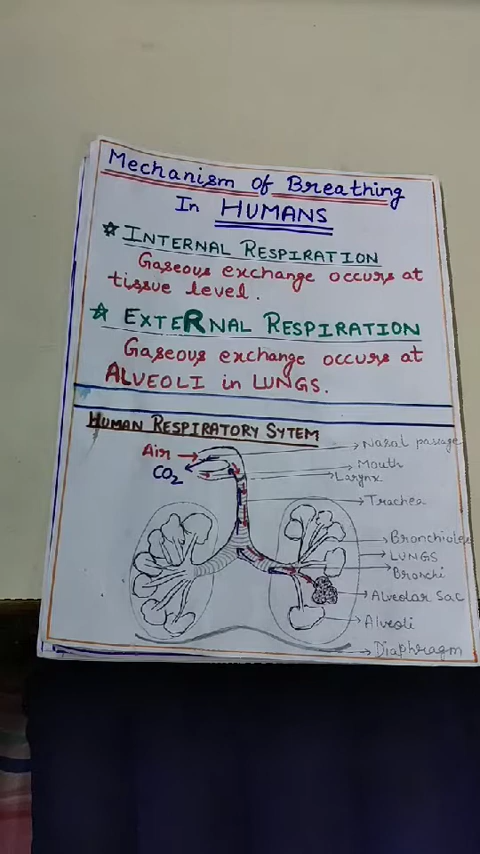 Mechanism of Breathing
In HUMANS
☆ INTERNAL RESPIRATION
Gaseous exchange occurs at
tissue level.
☆ EXTERNAL RESPIRATION
Gaseous exchange occurs at
ALVEOLI in LUNGS.
HUMAN RESPIRATORY SYTEM
Air
CO2
Nasal passage
Mouth
Larynx
Trachea
Bronchioles
LUNGS
Bronchi
Alveolar Sac
Alveoli
Diaphragm